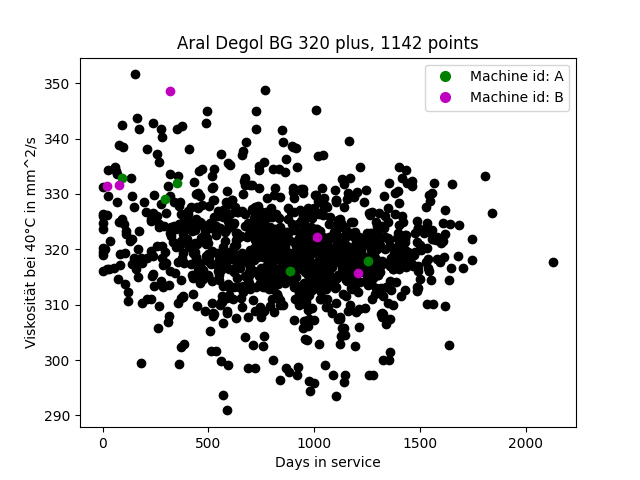 Aral Degol BG 320 plus, 1142 points
Machine id: A
Machine id: B
Viskosität bei 40°C in mm^2/s
350
340
330
320
310
300
290
0 500 1000 1500 2000
Days in service